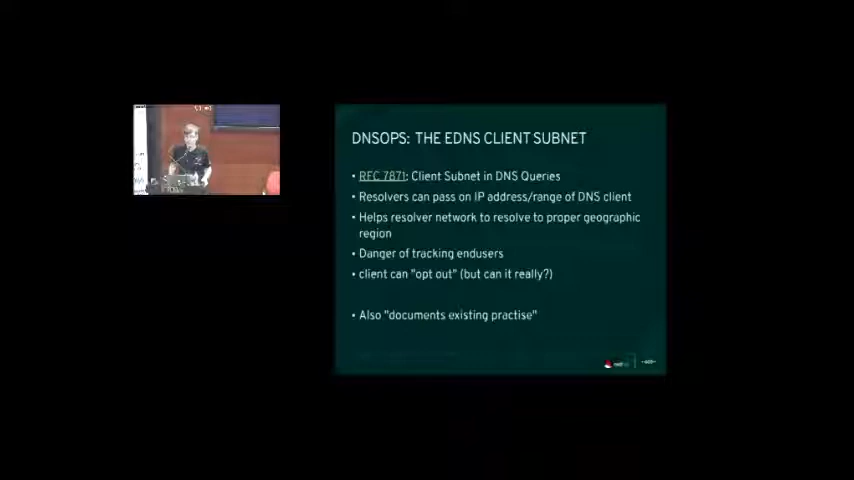 DNSOPS: THE EDNS CLIENT SUBNET
• RFC 7871: Client Subnet in DNS Queries
• Resolvers can pass on IP address/range of DNS client
• Helps resolver network to resolve to proper geographic
region
• Danger of tracking endusers
• client can "opt out" (but can it really?)
• Also "documents existing practise"